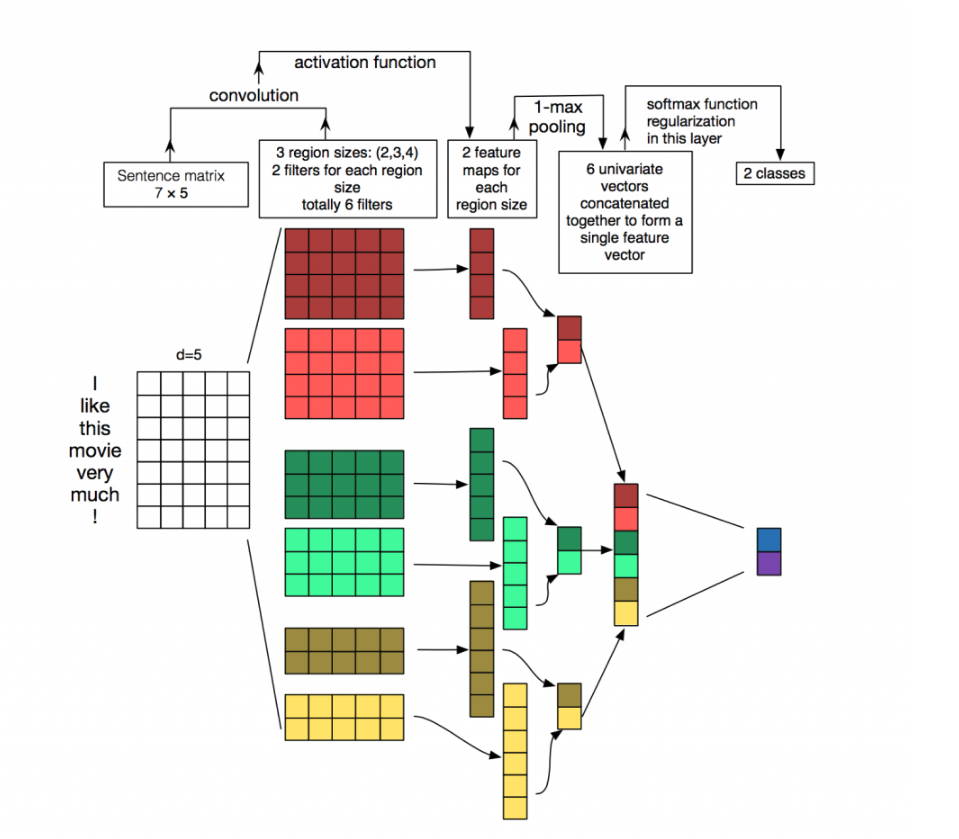 activation function
convolution
1-max
pooling
softmax function
regularization
in this layer
Sentence matrix
7 × 5
3 region sizes: (2,3,4)
2 filters for each region
size
totally 6 filters
2 feature
maps for
each
region size
6 univariate
vectors
concatenated
together to form a
single feature
vector
2 classes
d=5
I
like
this
movie
very
much
!